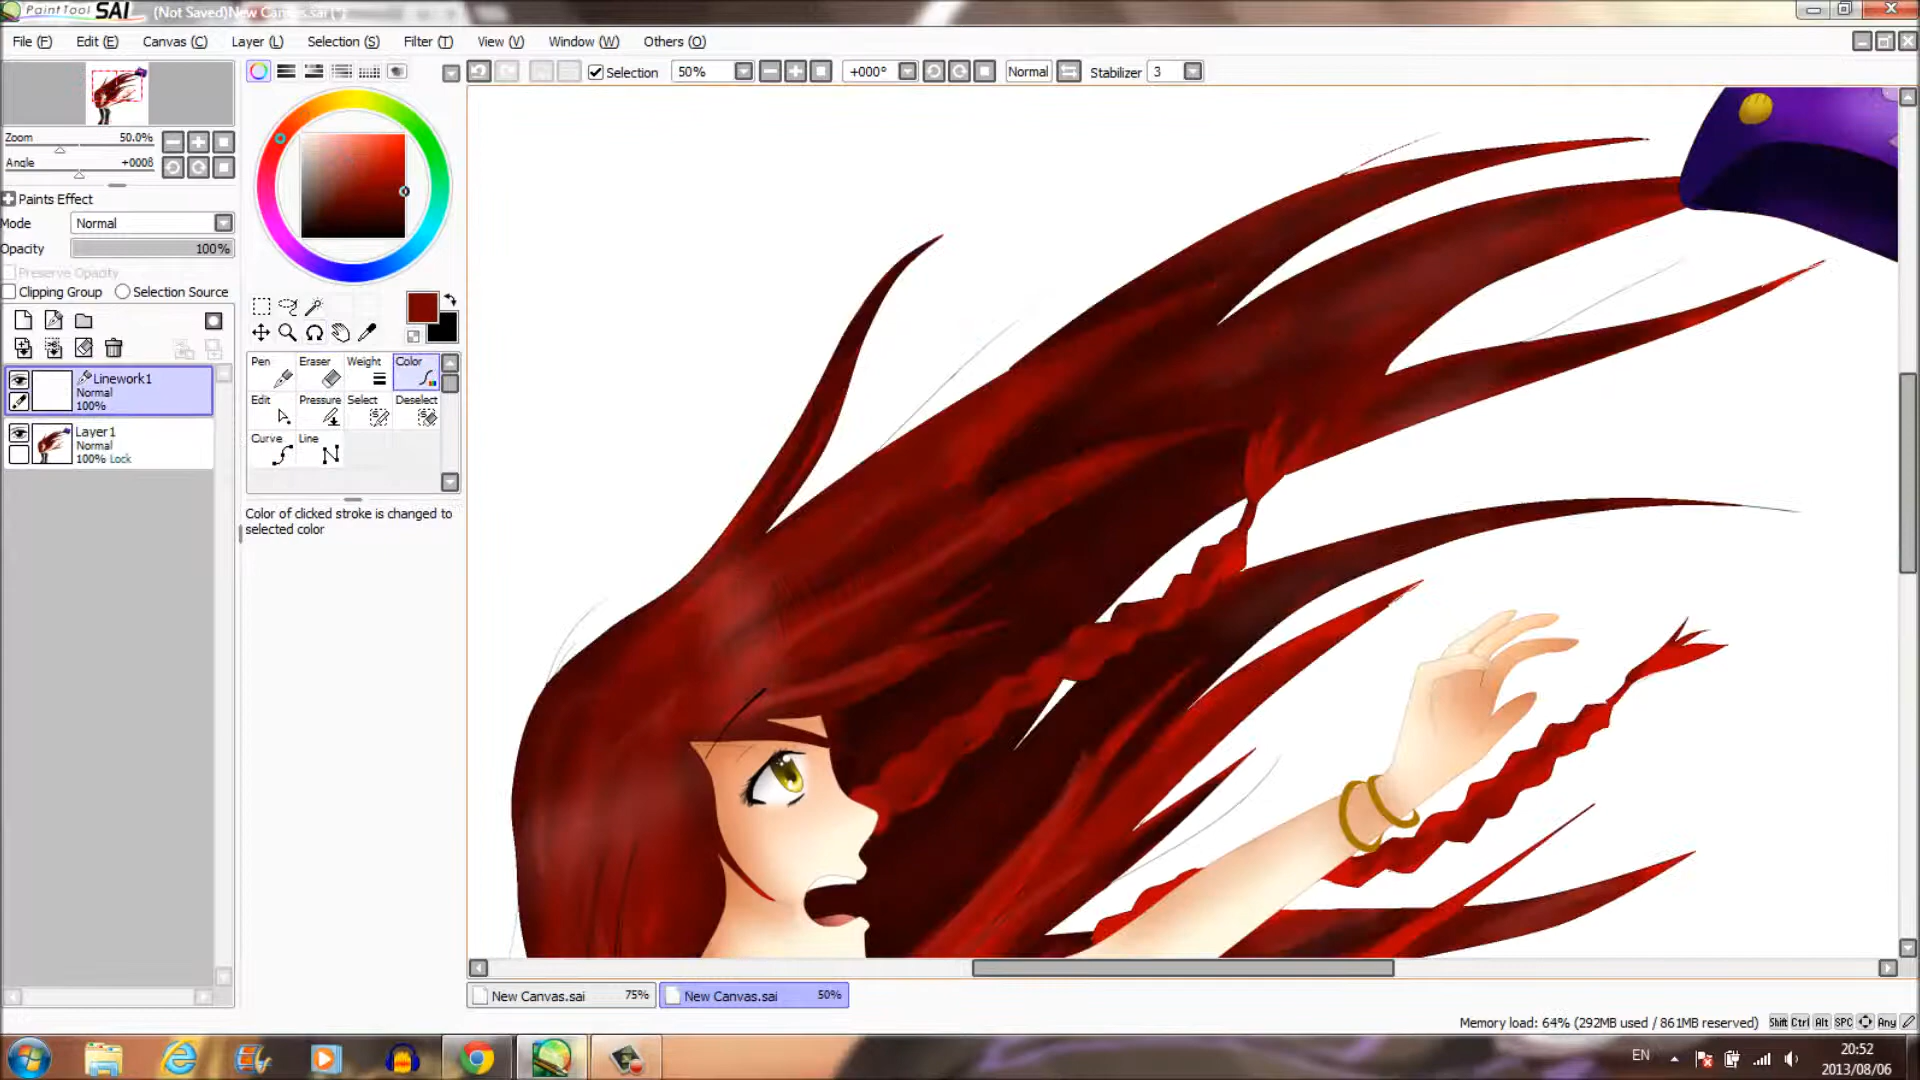 PaintTool SAI (Not Saved)New Canvas.sai (*)
File (F) Edit (E) Canvas (C) Layer (L) Selection (S) Filter (T) View (V) Window (W) Others (O)
Selection 50% +000° Normal Stabilizer 3
Zoom 50.0%
Angle +000ß
Paints Effect
Mode Normal
Opacity 100%
Preserve Opacity
Clipping Group Selection Source
Linework1
Normal
100%
Layer1
Normal
100% Lock
Pen Eraser Weight Color
Edit Pressure Select Deselect
Curve Line
Color of clicked stroke is changed to
selected color
New Canvas.sai 75% New Canvas.sai 50%
Memory load: 64% (292MB used / 861MB reserved) Shift Ctrl Alt SPC Any
EN
20:52
2013/08/06